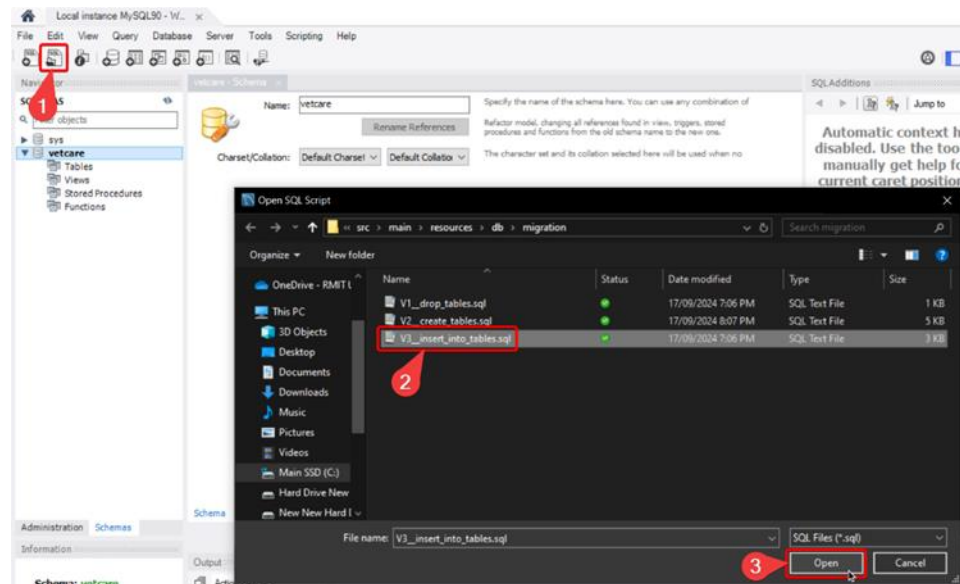 Local instance MySQL90 - W... ×
File Edit View Query Database Server Tools Scripting Help
1
SCHEMAS
objects
sys
vetcare
Tables
Views
Stored Procedures
Functions
Administration Schemas
Information
Schema: vetcare
vetcare - Schema ×
Name: vetcare
Rename References
Charset/Collation: Default Charset Default Collation
Specify the name of the schema here. You can use any combination of
Refactor model, changing all references found in view, triggers, stored
procedures and functions from the old schema name to the new one.
The character set and its collation selected here will be used when no
Schema
Output
SQLAdditions
Jump to
Automatic context h
disabled. Use the too
manually get help fo
current caret position
Open SQL Script
« src > main > resources > db > migration
Search migration
Organize New folder
OneDrive - RMIT U
This PC
3D Objects
Desktop
Documents
Downloads
Music
Pictures
Videos
Main SSD (C:)
Hard Drive New
New New Hard
Name Status Date modified Type Size
V1__drop_tables.sql 17/09/2024 7:06 PM SQL Text File 1 KB
V2__create_tables.sql 17/09/2024 8:07 PM SQL Text File 5 KB
V3__insert_into_tables.sql 17/09/2024 7:06 PM SQL Text File 3 KB
2
File name: V3__insert_into_tables.sql SQL Files (*.sql)
3
Open Cancel